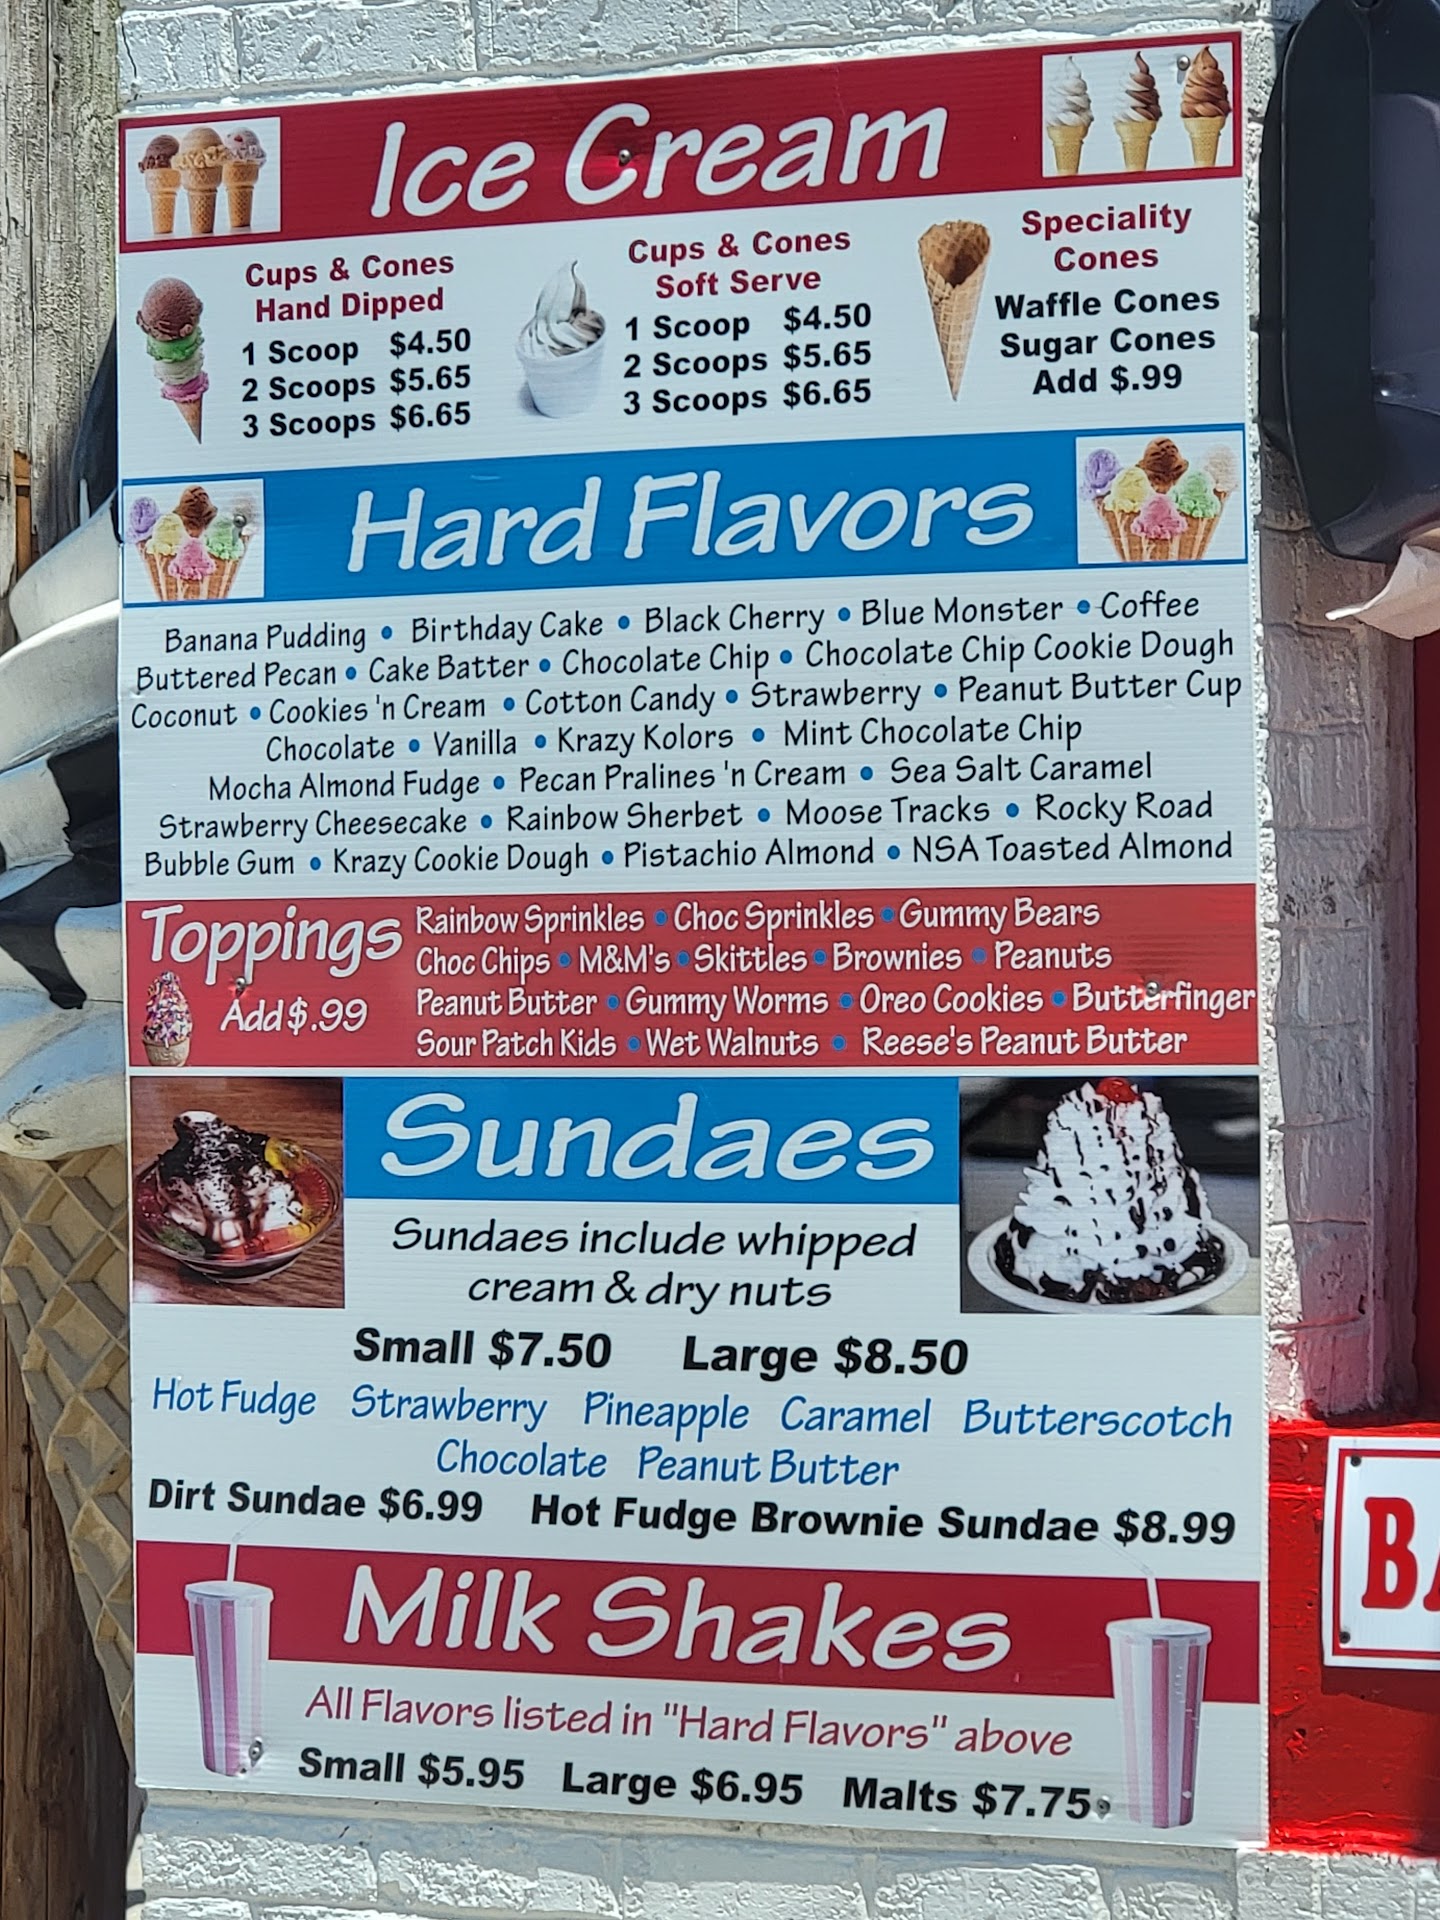 Ice Cream
Cups & Cones
Hand Dipped
1 Scoop $4.50
2 Scoops $5.65
3 Scoops $6.65
Cups & Cones
Soft Serve
1 Scoop $4.50
2 Scoops $5.65
3 Scoops $6.65
Speciality
Cones
Waffle Cones
Sugar Cones
Add $.99
Hard Flavors
Banana Pudding • Birthday Cake • Black Cherry • Blue Monster • Coffee
Buttered Pecan • Cake Batter • Chocolate Chip • Chocolate Chip Cookie Dough
Coconut • Cookies 'n Cream • Cotton Candy • Strawberry • Peanut Butter Cup
Chocolate • Vanilla • Krazy Kolors • Mint Chocolate Chip
Mocha Almond Fudge • Pecan Pralines 'n Cream • Sea Salt Caramel
Strawberry Cheesecake • Rainbow Sherbet • Moose Tracks • Rocky Road
Bubble Gum • Krazy Cookie Dough • Pistachio Almond • NSA Toasted Almond
Toppings
Add $.99
Rainbow Sprinkles • Choc Sprinkles • Gummy Bears
Choc Chips • M&M's • Skittles • Brownies • Peanuts
Peanut Butter • Gummy Worms • Oreo Cookies • Butterfinger
Sour Patch Kids • Wet Walnuts • Reese's Peanut Butter
Sundaes
Sundaes include whipped
cream & dry nuts
Small $7.50 Large $8.50
Hot Fudge Strawberry Pineapple Caramel Butterscotch
Chocolate Peanut Butter
Dirt Sundae $6.99 Hot Fudge Brownie Sundae $8.99
Milk Shakes
All Flavors listed in "Hard Flavors" above
Small $5.95 Large $6.95 Malts $7.75